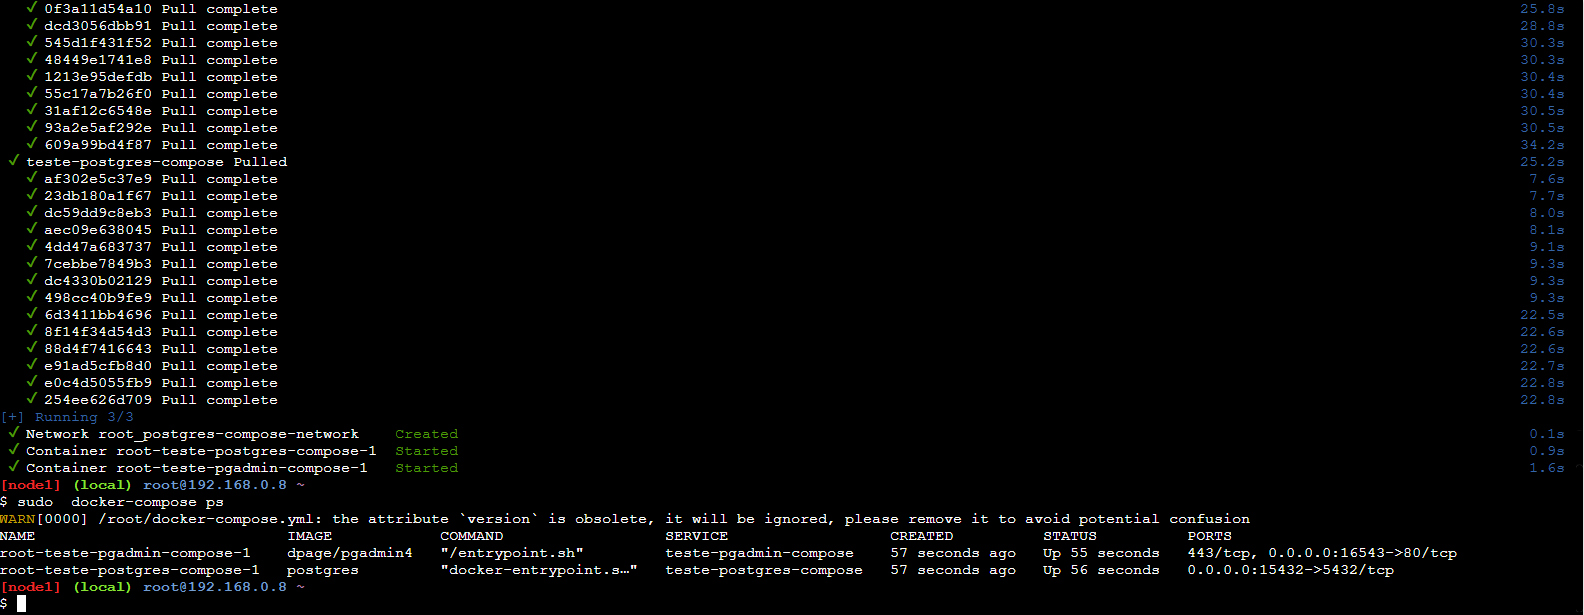 ✓ 0f3a11d54a10 Pull complete 25.8s
✓ dcd3056dbb91 Pull complete 28.8s
✓ 545d1f431f52 Pull complete 30.3s
✓ 48449e1741e8 Pull complete 30.3s
✓ 1213e95defdb Pull complete 30.4s
✓ 55c17a7b26f0 Pull complete 30.4s
✓ 31af12c6548e Pull complete 30.5s
✓ 93a2e5af292e Pull complete 30.5s
✓ 609a99bd4f87 Pull complete 34.2s
✓ teste-postgres-compose Pulled 25.2s
✓ af302e5c37e9 Pull complete 7.6s
✓ 23db180a1f67 Pull complete 7.7s
✓ dc59dd9c8eb3 Pull complete 8.0s
✓ aec09e638045 Pull complete 8.1s
✓ 4dd47a683737 Pull complete 9.1s
✓ 7cebbe7849b3 Pull complete 9.3s
✓ dc4330b02129 Pull complete 9.3s
✓ 498cc40b9fe9 Pull complete 9.3s
✓ 6d3411bb4696 Pull complete 22.5s
✓ 8f14f34d54d3 Pull complete 22.6s
✓ 88d4f7416643 Pull complete 22.6s
✓ e91ad5cfb8d0 Pull complete 22.7s
✓ e0c4d5055fb9 Pull complete 22.8s
✓ 254ee626d709 Pull complete 22.8s
[+] Running 3/3
✓ Network root_postgres-compose-network Created 0.1s
✓ Container root-teste-postgres-compose-1 Started 0.9s
✓ Container root-teste-pgadmin-compose-1 Started 1.6s
[node1] (local) root@192.168.0.8 ~
$ sudo  docker-compose ps
WARN[0000] /root/docker-compose.yml: the attribute `version` is obsolete, it will be ignored, please remove it to avoid potential confusion
NAME IMAGE COMMAND SERVICE CREATED STATUS PORTS
root-teste-pgadmin-compose-1 dpage/pgadmin4 "/entrypoint.sh" teste-pgadmin-compose 57 seconds ago Up 55 seconds 443/tcp, 0.0.0.0:16543->80/tcp
root-teste-postgres-compose-1 postgres "docker-entrypoint.s…" teste-postgres-compose 57 seconds ago Up 56 seconds 0.0.0.0:15432->5432/tcp
[node1] (local) root@192.168.0.8 ~
$